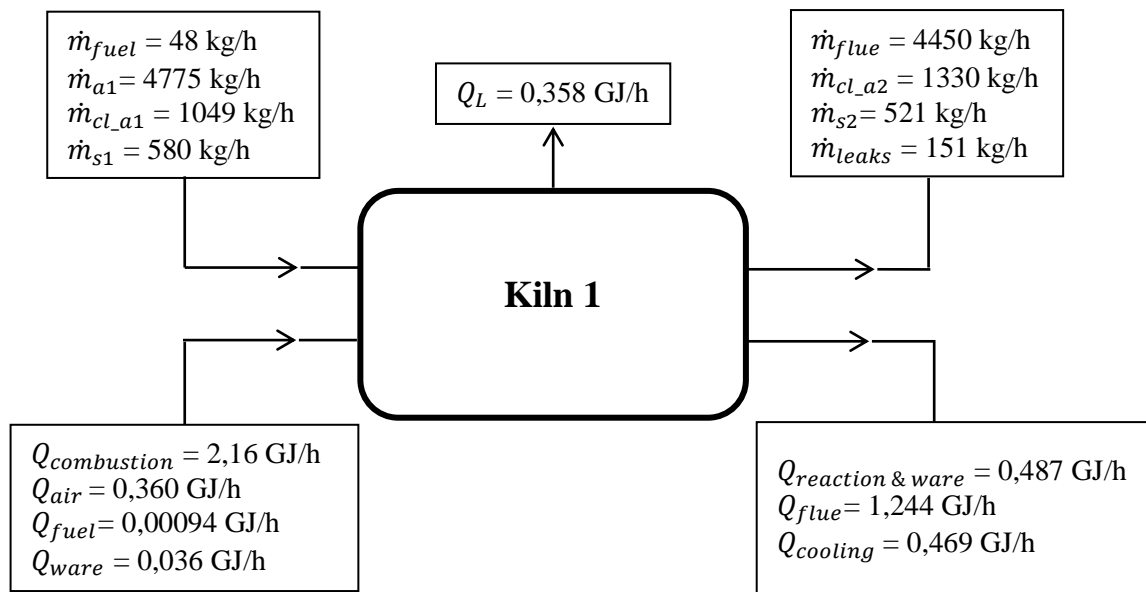 ṁ_fuel = 48 kg/h
ṁ_a1= 4775 kg/h
ṁ_cl_a1 = 1049 kg/h
ṁ_s1 = 580 kg/h
Q_L = 0,358 GJ/h
ṁ_flue = 4450 kg/h
ṁ_cl_a2 = 1330 kg/h
ṁ_s2= 521 kg/h
ṁ_leaks = 151 kg/h
Kiln 1
Q_combustion = 2,16 GJ/h
Q_air = 0,360 GJ/h
Q_fuel= 0,00094 GJ/h
Q_ware = 0,036 GJ/h
Q_reaction & ware = 0,487 GJ/h
Q_flue= 1,244 GJ/h
Q_cooling = 0,469 GJ/h